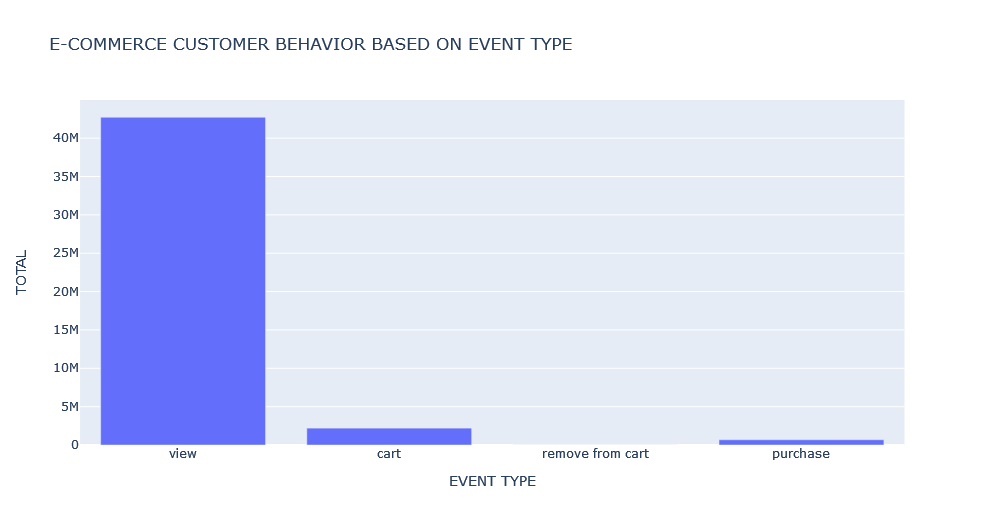 E-COMMERCE CUSTOMER BEHAVIOR BASED ON EVENT TYPE
TOTAL
40M
35M
30M
25M
20M
15M
10M
5M
0
view
cart
remove from cart
purchase
EVENT TYPE